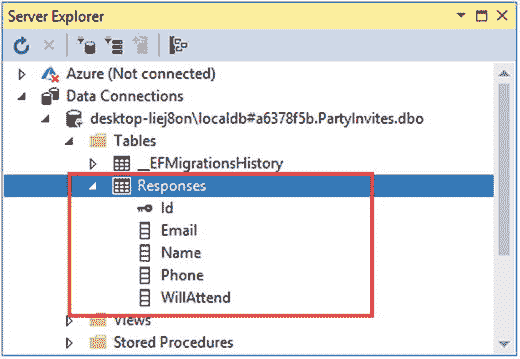 Server Explorer
Azure (Not connected)
Data Connections
desktop-liej8on\localdb#a6378f5b.PartyInvites.dbo
Tables
__EFMigrationsHistory
Responses
Id
Email
Name
Phone
WillAttend
Views
Stored Procedures